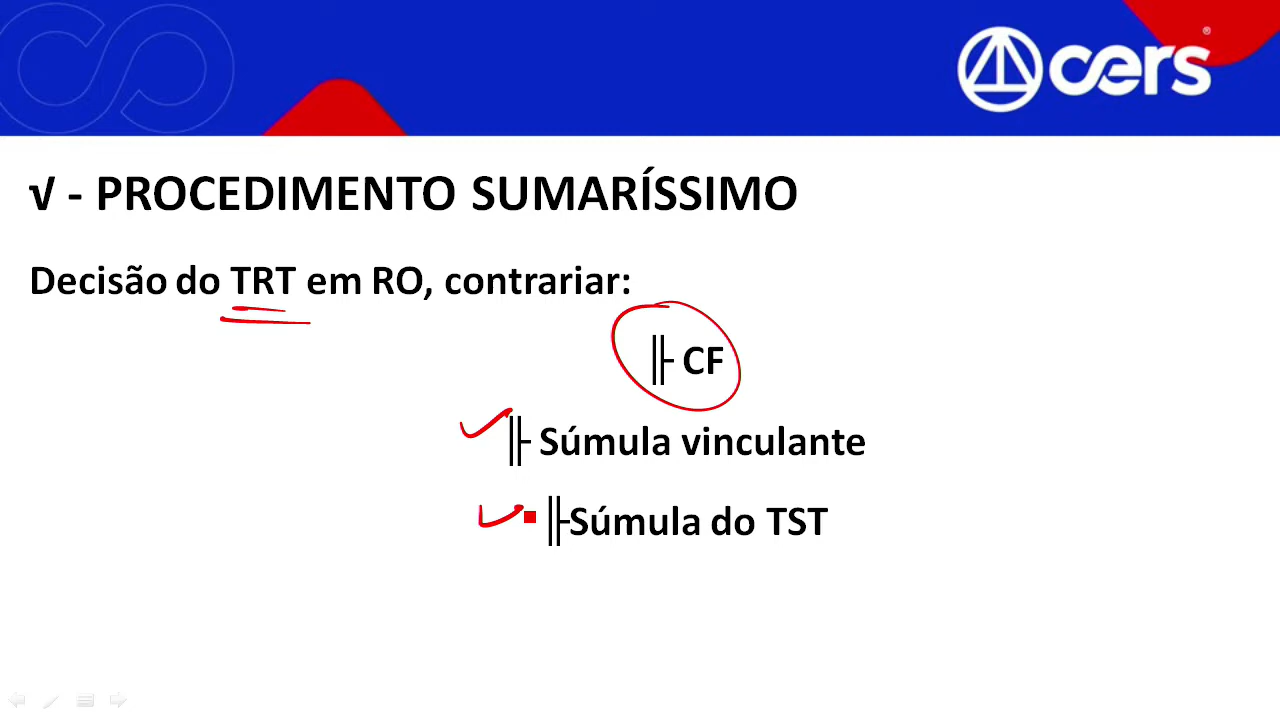 cers®
√ - PROCEDIMENTO SUMARÍSSIMO
Decisão do TRT em RO, contrariar:
╟ CF
╟ Súmula vinculante
╟Súmula do TST